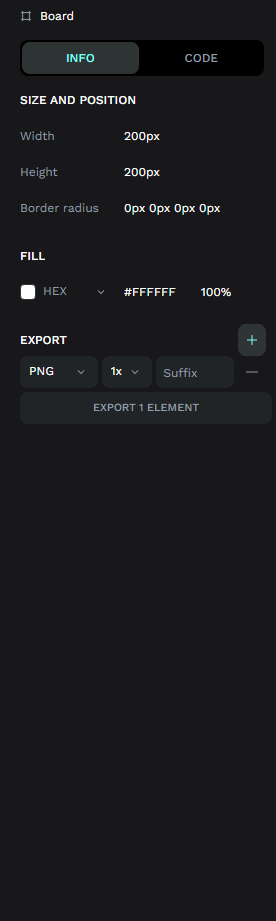 Board
INFO CODE
SIZE AND POSITION
Width 200px
Height 200px
Border radius 0px 0px 0px 0px
FILL
HEX #FFFFFF 100%
EXPORT
PNG 1x Suffix
EXPORT 1 ELEMENT